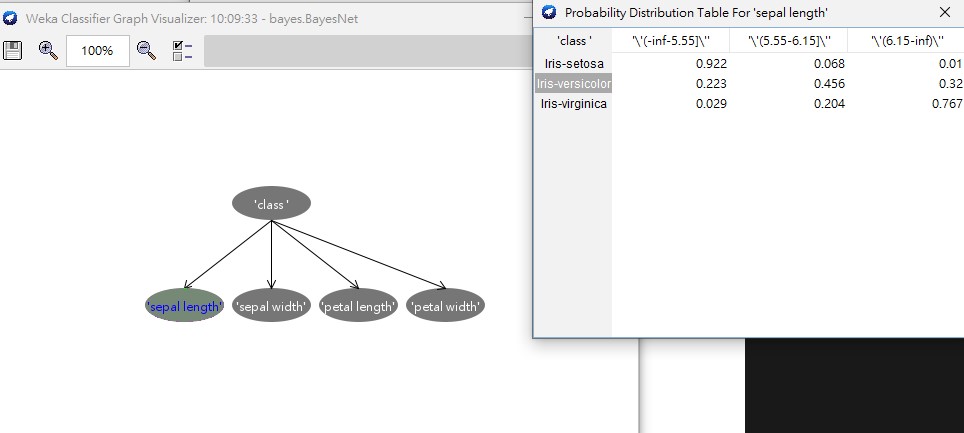 Weka Classifier Graph Visualizer: 10:09:33 - bayes.BayesNet
100%
'class '
'sepal length' 'sepal width' 'petal length' 'petal width'
Probability Distribution Table For 'sepal length'
'class ' '\'(-inf-5.55]\'' '\'(5.55-6.15]\'' '\'(6.15-inf)\''
Iris-setosa 0.922 0.068 0.01
Iris-versicolor 0.223 0.456 0.32
Iris-virginica 0.029 0.204 0.767